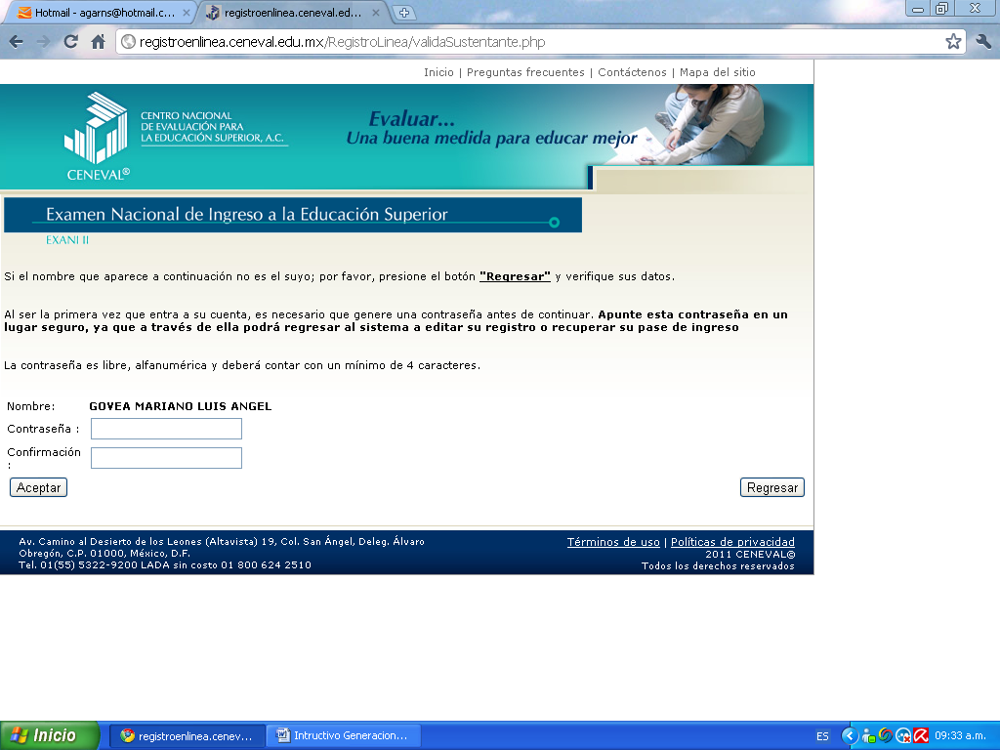 Hotmail - agarns@hotmail.c...
registroenlinea.ceneval.ed...
registroenlinea.ceneval.edu.mx/RegistroLinea/validaSustentante.php
Inicio | Preguntas frecuentes | Contáctenos | Mapa del sitio
CENTRO NACIONAL
DE EVALUACIÓN PARA
LA EDUCACIÓN SUPERIOR, A.C.
CENEVAL®
Evaluar...
Una buena medida para educar mejor
Examen Nacional de Ingreso a la Educación Superior
EXANI II
Si el nombre que aparece a continuación no es el suyo; por favor, presione el botón "Regresar" y verifique sus datos.
Al ser la primera vez que entra a su cuenta, es necesario que genere una contraseña antes de continuar. Apunte esta contraseña en un
lugar seguro, ya que a través de ella podrá regresar al sistema a editar su registro o recuperar su pase de ingreso
La contraseña es libre, alfanumérica y deberá contar con un mínimo de 4 caracteres.
Nombre: GOVEA MARIANO LUIS ANGEL
Contraseña :
Confirmación
:
Aceptar
Regresar
Av. Camino al Desierto de los Leones (Altavista) 19, Col. San Ángel, Deleg. Álvaro
Obregón, C.P. 01000, México, D.F.
Tel. 01(55) 5322-9200 LADA sin costo 01 800 624 2510
Términos de uso | Políticas de privacidad
2011 CENEVAL©
Todos los derechos reservados
Inicio
registroenlinea.cenev...
Intructivo Generacion...
ES
09:33 a.m.